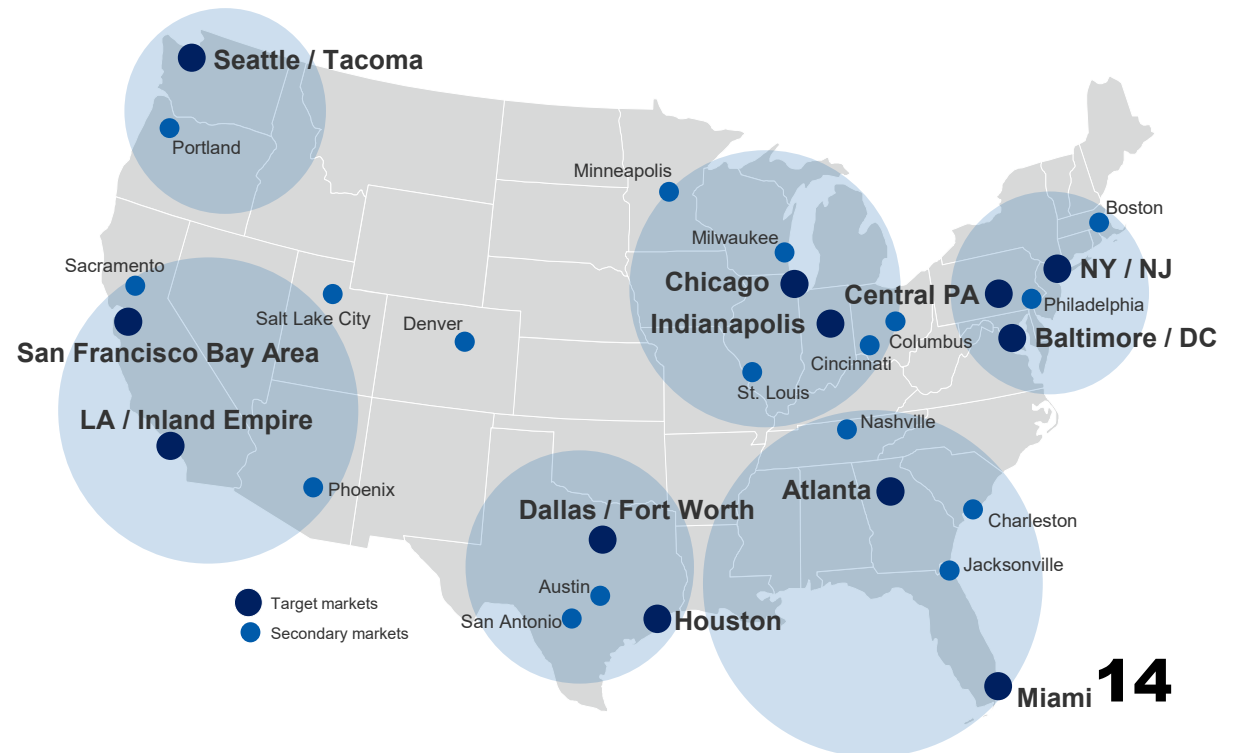 Seattle / Tacoma
Portland
Minneapolis
Boston
Milwaukee
Sacramento
NY / NJ
Chicago
Central PA
Philadelphia
Salt Lake City
Denver
Indianapolis
Columbus
Baltimore / DC
San Francisco Bay Area
Cincinnati
St. Louis
LA / Inland Empire
Nashville
Phoenix
Atlanta
Dallas / Fort Worth
Charleston
Jacksonville
Austin
Target markets
San Antonio
Houston
Secondary markets
Miami
14